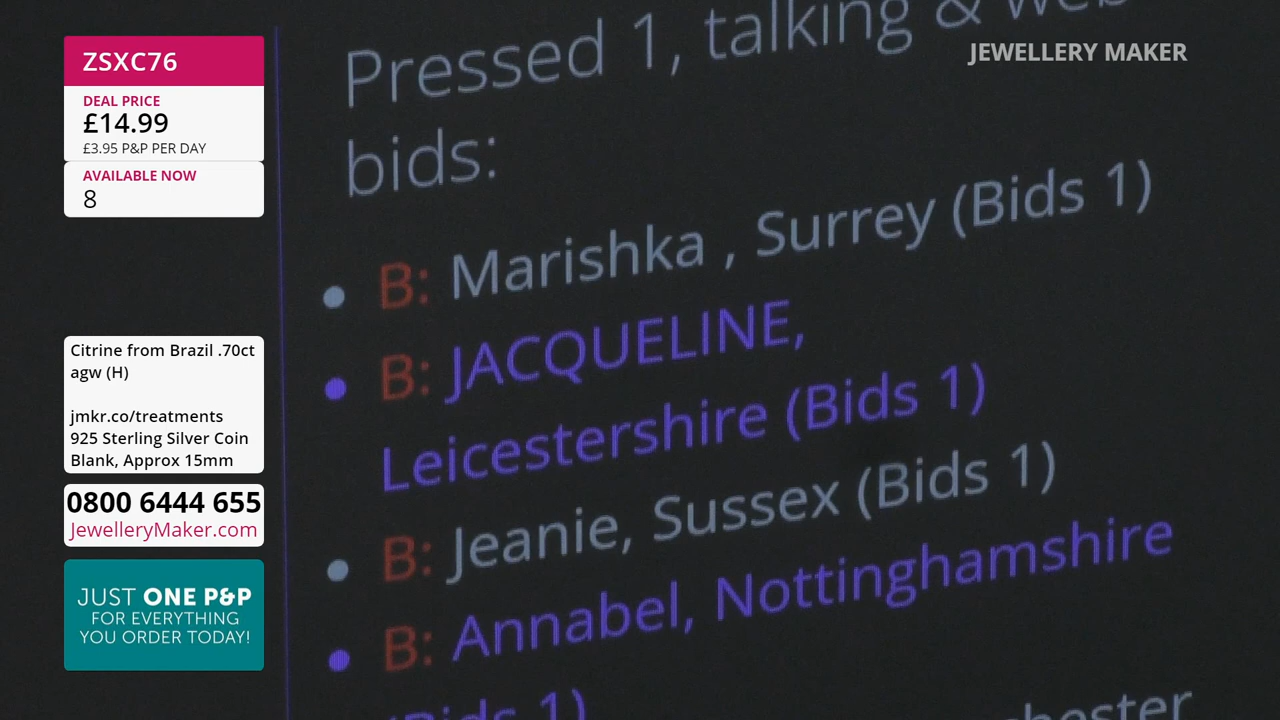 ZSXC76
DEAL PRICE
£14.99
£3.95 P&P PER DAY
AVAILABLE NOW
8
Citrine from Brazil .70ct
agw (H)
jmkr.co/treatments
925 Sterling Silver Coin
Blank, Approx 15mm
0800 6444 655
JewelleryMaker.com
JUST ONE P&P
FOR EVERYTHING
YOU ORDER TODAY!
JEWELLERY MAKER
Pressed 1, talking & web
bids:
• B: Marishka , Surrey (Bids 1)
• B: JACQUELINE,
Leicestershire (Bids 1)
• B: Jeanie, Sussex (Bids 1)
• B: Annabel, Nottinghamshire
(Bids 1)